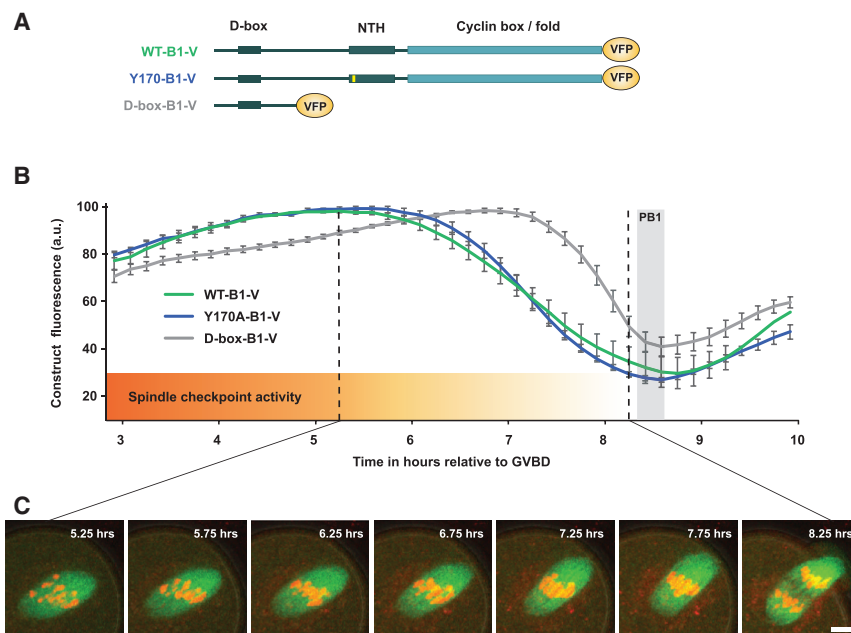 A
D-box NTH Cyclin box / fold
WT-B1-V VFP
Y170-B1-V VFP
D-box-B1-V VFP
B
Construct fluorescence (a.u.)
100
80
60
40
20
PB1
WT-B1-V
Y170A-B1-V
D-box-B1-V
Spindle checkpoint activity
3 4 5 6 7 8 9 10
Time in hours relative to GVBD
C
5.25 hrs 5.75 hrs 6.25 hrs 6.75 hrs 7.25 hrs 7.75 hrs 8.25 hrs